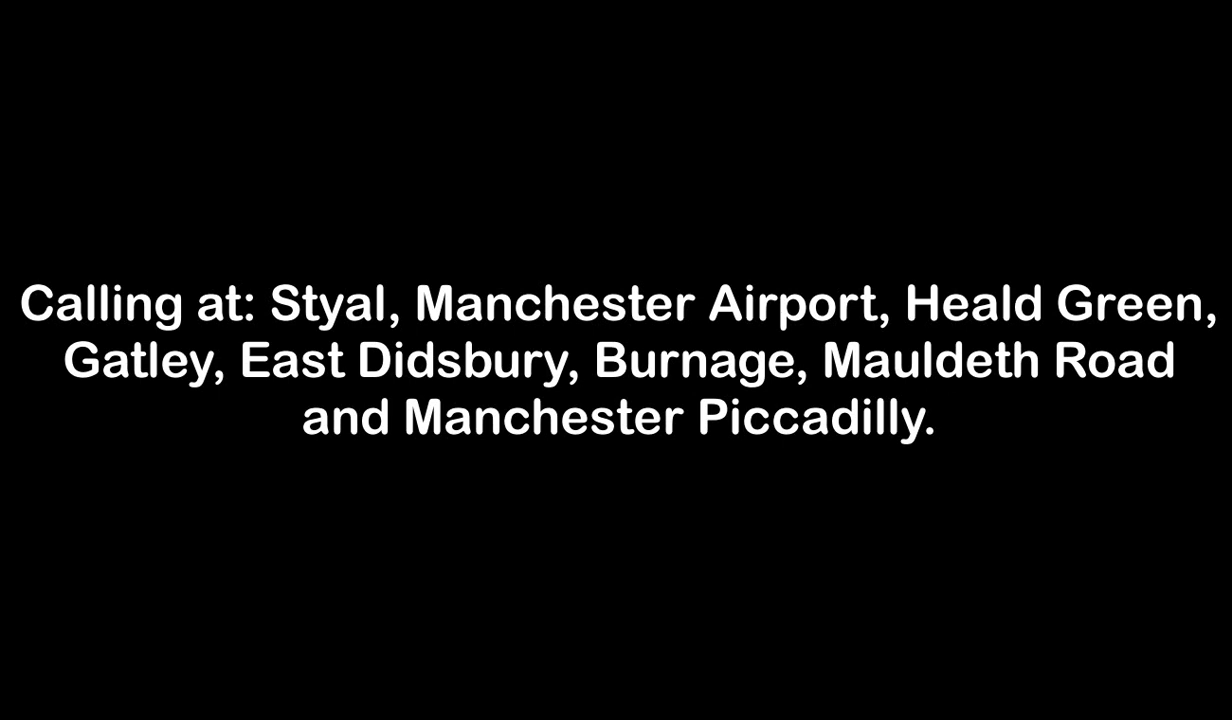 Calling at: Styal, Manchester Airport, Heald Green,
Gatley, East Didsbury, Burnage, Mauldeth Road
and Manchester Piccadilly.